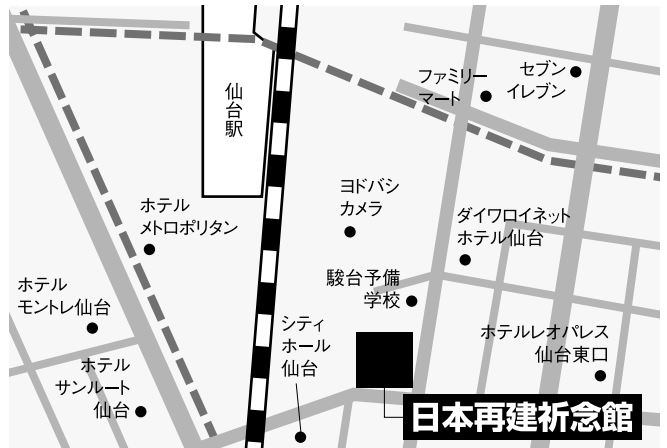 仙台駅
ファミリー
マート
セブン
イレブン
ヨドバシ
カメラ
ホテル
メトロポリタン
ダイワロイネット
ホテル仙台
駿台予備
学校
ホテル
モントレ仙台
シティ
ホール
仙台
ホテルレオパレス
仙台東口
ホテル
サンルート
仙台
日本再建祈念館